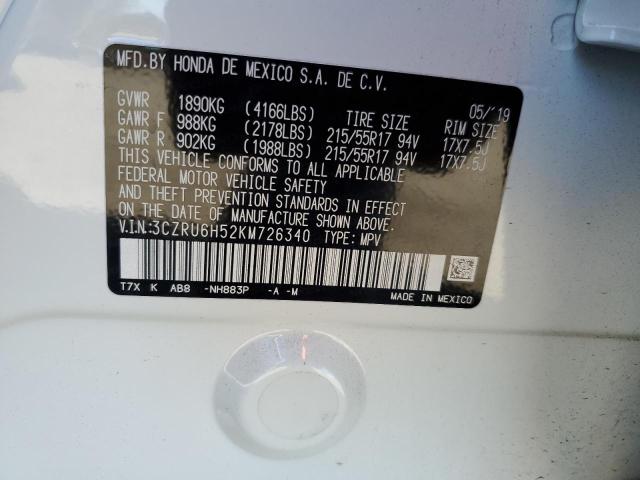 MFD.BY HONDA DE MEXICO S.A. DE C.V.
05/'19
GVWR 1890KG (4166LBS) TIRE SIZE RIM SIZE
GAWR F 988KG (2178LBS) 215/55R17 94V 17X7.5J
GAWR R 902KG (1988LBS) 215/55R17 94V 17X7.5J
THIS VEHICLE CONFORMS TO ALL APPLICABLE
FEDERAL MOTOR VEHICLE SAFETY
AND THEFT PREVENTION STANDARDS IN EFFECT ON
THE DATE OF MANUFACTURE SHOWN ABOVE.
V.I.N.:3CZRU6H52KM726340 TYPE: MPV
T7X K AB8 -NH883P -A -M
MADE IN MEXICO